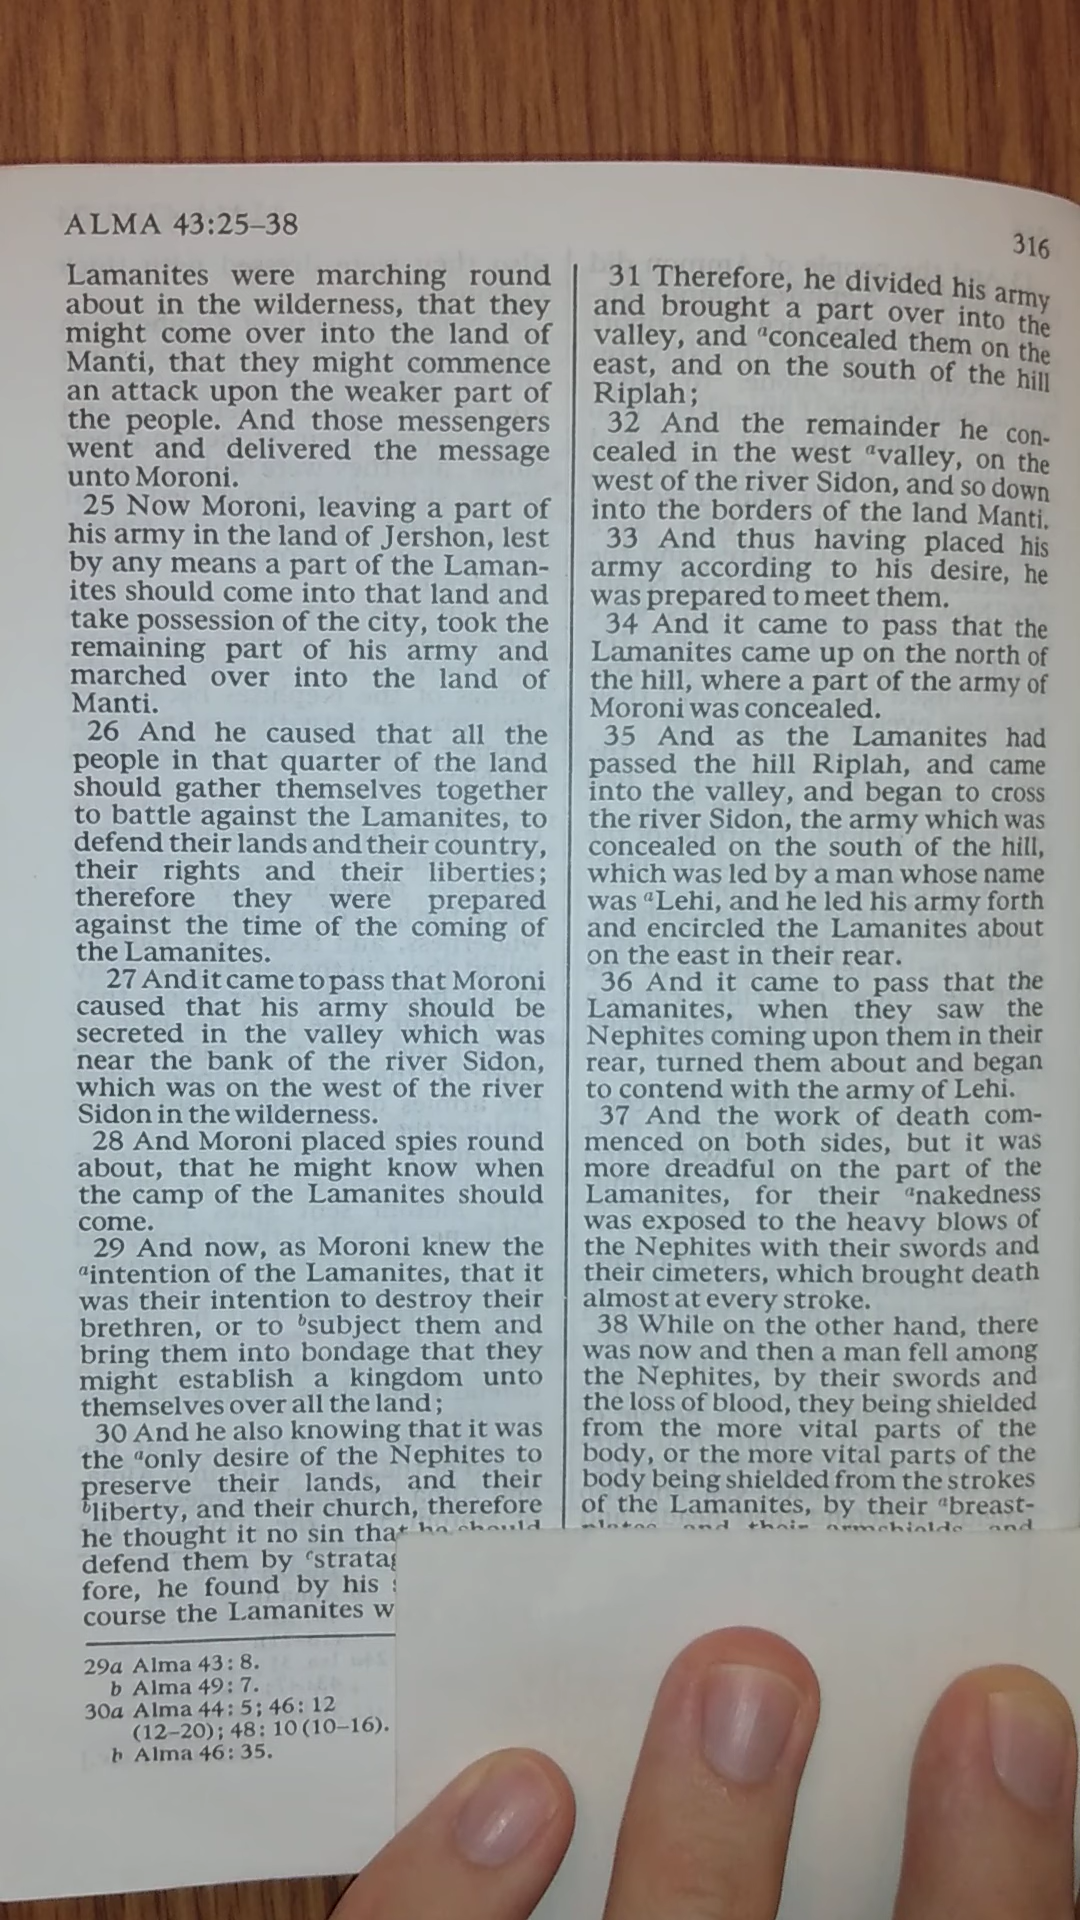 ALMA 43:25–38
316
Lamanites were marching round
about in the wilderness, that they
might come over into the land of
Manti, that they might commence
an attack upon the weaker part of
the people. And those messengers
went and delivered the message
unto Moroni.
25 Now Moroni, leaving a part of
his army in the land of Jershon, lest
by any means a part of the Laman-
ites should come into that land and
take possession of the city, took the
remaining part of his army and
marched over into the land of
Manti.
26 And he caused that all the
people in that quarter of the land
should gather themselves together
to battle against the Lamanites, to
defend their lands and their country,
their rights and their liberties;
therefore they were prepared
against the time of the coming of
the Lamanites.
27 And it came to pass that Moroni
caused that his army should be
secreted in the valley which was
near the bank of the river Sidon,
which was on the west of the river
Sidon in the wilderness.
28 And Moroni placed spies round
about, that he might know when
the camp of the Lamanites should
come.
29 And now, as Moroni knew the
aintention of the Lamanites, that it
was their intention to destroy their
brethren, or to bsubject them and
bring them into bondage that they
might establish a kingdom unto
themselves over all the land;
30 And he also knowing that it was
the aonly desire of the Nephites to
preserve their lands, and their
bliberty, and their church, therefore
he thought it no sin that he should
defend them by cstratag
fore, he found by his
course the Lamanites w
29a Alma 43: 8.
b Alma 49: 7.
30a Alma 44: 5; 46: 12
(12–20); 48: 10 (10–16).
b Alma 46: 35.
31 Therefore, he divided his army
and brought a part over into the
valley, and aconcealed them on the
east, and on the south of the hill
Riplah;
32 And the remainder he con-
cealed in the west avalley, on the
west of the river Sidon, and so down
into the borders of the land Manti.
33 And thus having placed his
army according to his desire, he
was prepared to meet them.
34 And it came to pass that the
Lamanites came up on the north of
the hill, where a part of the army of
Moroni was concealed.
35 And as the Lamanites had
passed the hill Riplah, and came
into the valley, and began to cross
the river Sidon, the army which was
concealed on the south of the hill,
which was led by a man whose name
was aLehi, and he led his army forth
and encircled the Lamanites about
on the east in their rear.
36 And it came to pass that the
Lamanites, when they saw the
Nephites coming upon them in their
rear, turned them about and began
to contend with the army of Lehi.
37 And the work of death com-
menced on both sides, but it was
more dreadful on the part of the
Lamanites, for their anakedness
was exposed to the heavy blows of
the Nephites with their swords and
their cimeters, which brought death
almost at every stroke.
38 While on the other hand, there
was now and then a man fell among
the Nephites, by their swords and
the loss of blood, they being shielded
from the more vital parts of the
body, or the more vital parts of the
body being shielded from the strokes
of the Lamanites, by their abreast-
plates, and their armshields, and